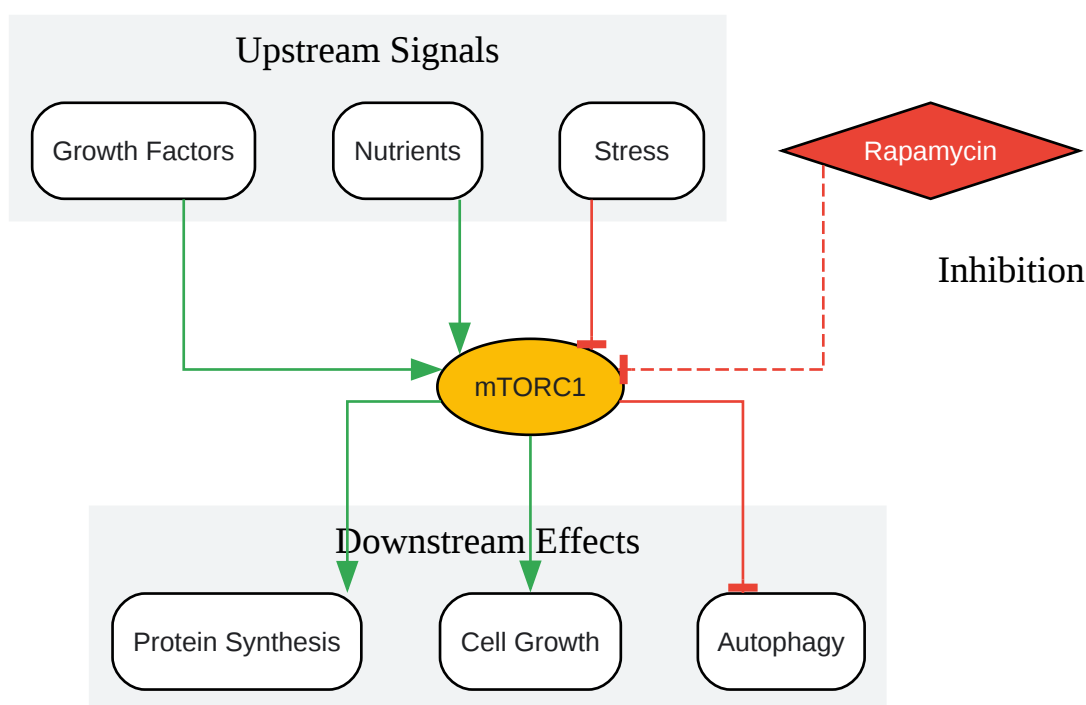 Upstream Signals
Growth Factors
Nutrients
Stress
Rapamycin
Inhibition
mTORC1
Downstream Effects
Protein Synthesis
Cell Growth
Autophagy